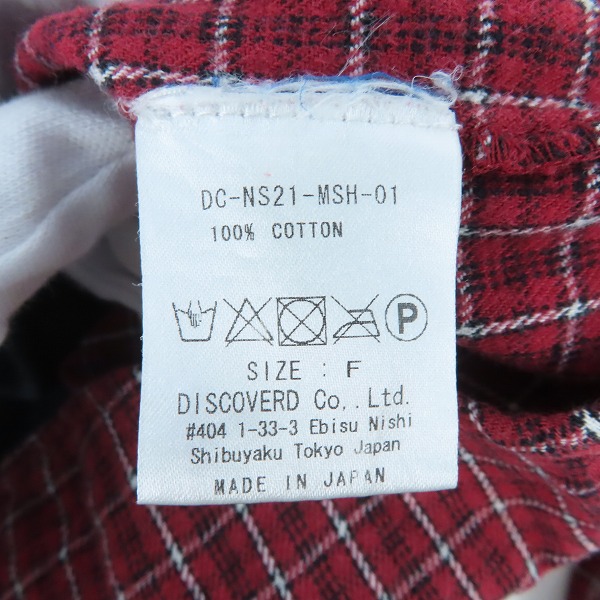 DC-NS21-MSH-01
100% COTTON
P
SIZE : F
DISCOVERD Co,. Ltd.
#404 1-33-3 Ebisu Nishi
Shibuyaku Tokyo Japan
MADE IN JAPAN